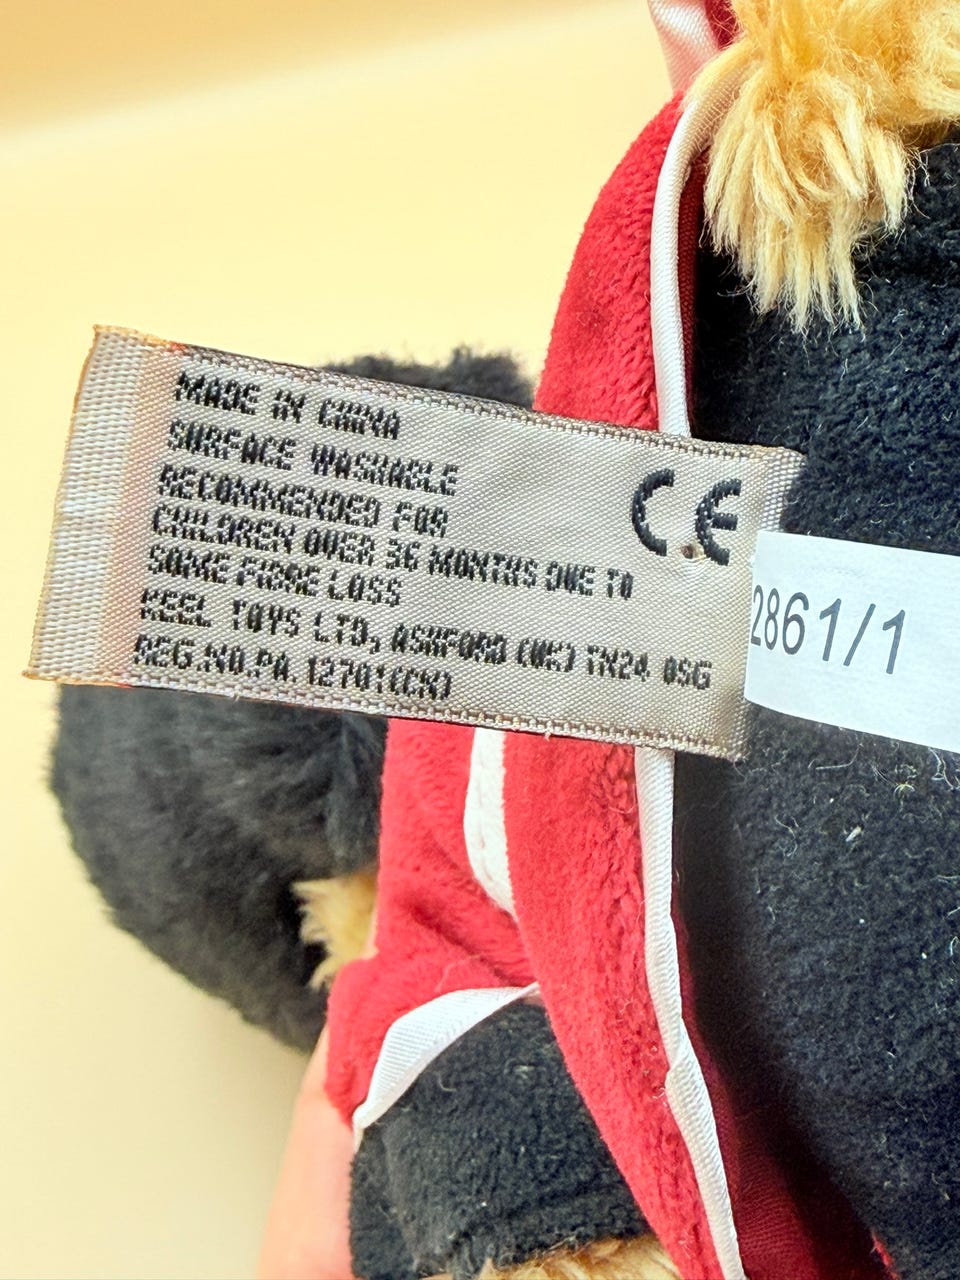 MADE IN CHINA
SURFACE WASHABLE
RECOMMENDED FOR
CHILDREN OVER 36 MONTHS DUE TO
SOME FIBRE LOSS
KEEL TOYS LTD, ASHFORD (UK) TN24 0SG
REG.NO.PA.12701(CN)
CE
2861/1